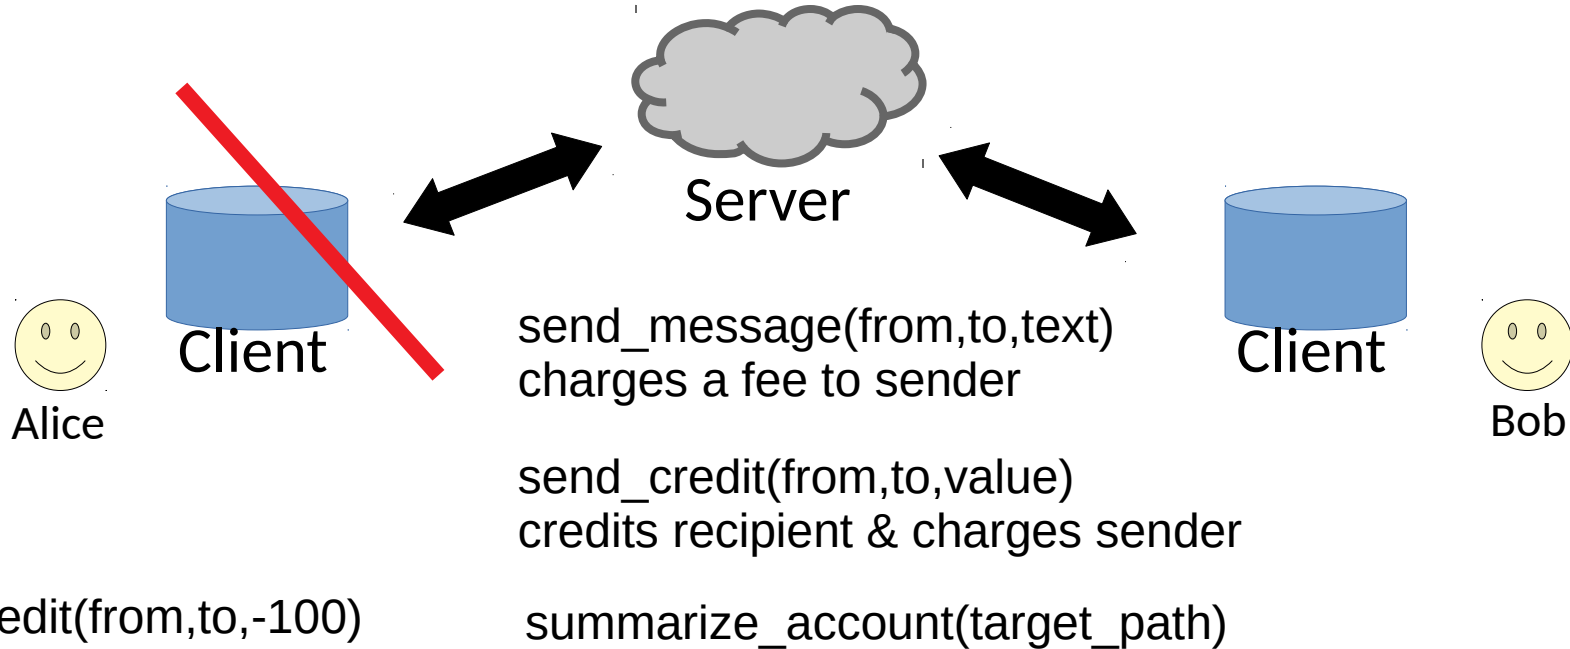 Server
Client
Client
Alice
Bob
send_message(from,to,text)
charges a fee to sender
send_credit(from,to,value)
credits recipient & charges sender
edit(from,to,-100)
summarize_account(target_path)